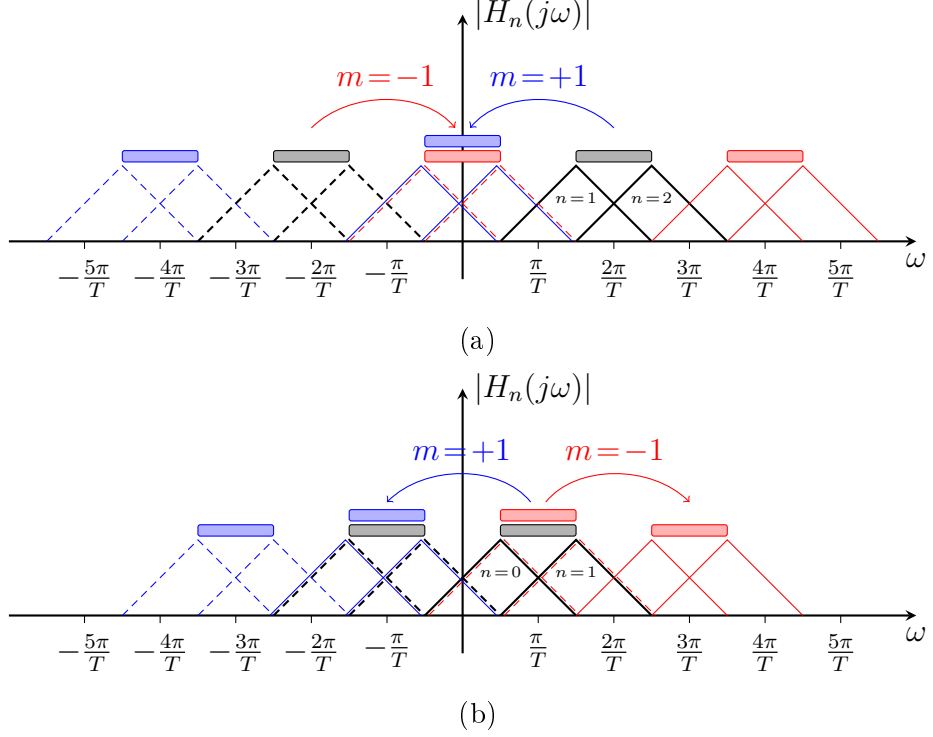 |Hₙ(jω)|
m = −1 m = +1
n = 1 n = 2
−5π/T −4π/T −3π/T −2π/T −π/T π/T 2π/T 3π/T 4π/T 5π/T
ω
(a)
|Hₙ(jω)|
m = +1 m = −1
n = 0 n = 1
−5π/T −4π/T −3π/T −2π/T −π/T π/T 2π/T 3π/T 4π/T 5π/T
ω
(b)